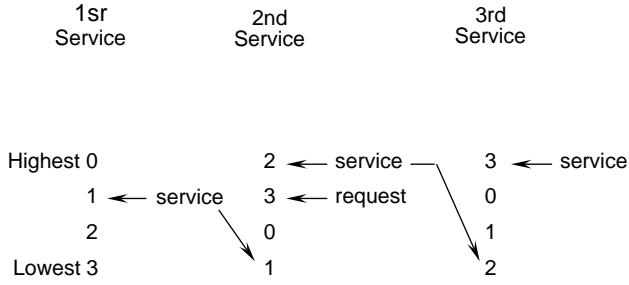 1sr 2nd 3rd
Service Service Service
Highest 0 2 service 3 service
1 service 3 request 0
2 0 1
Lowest 3 1 2